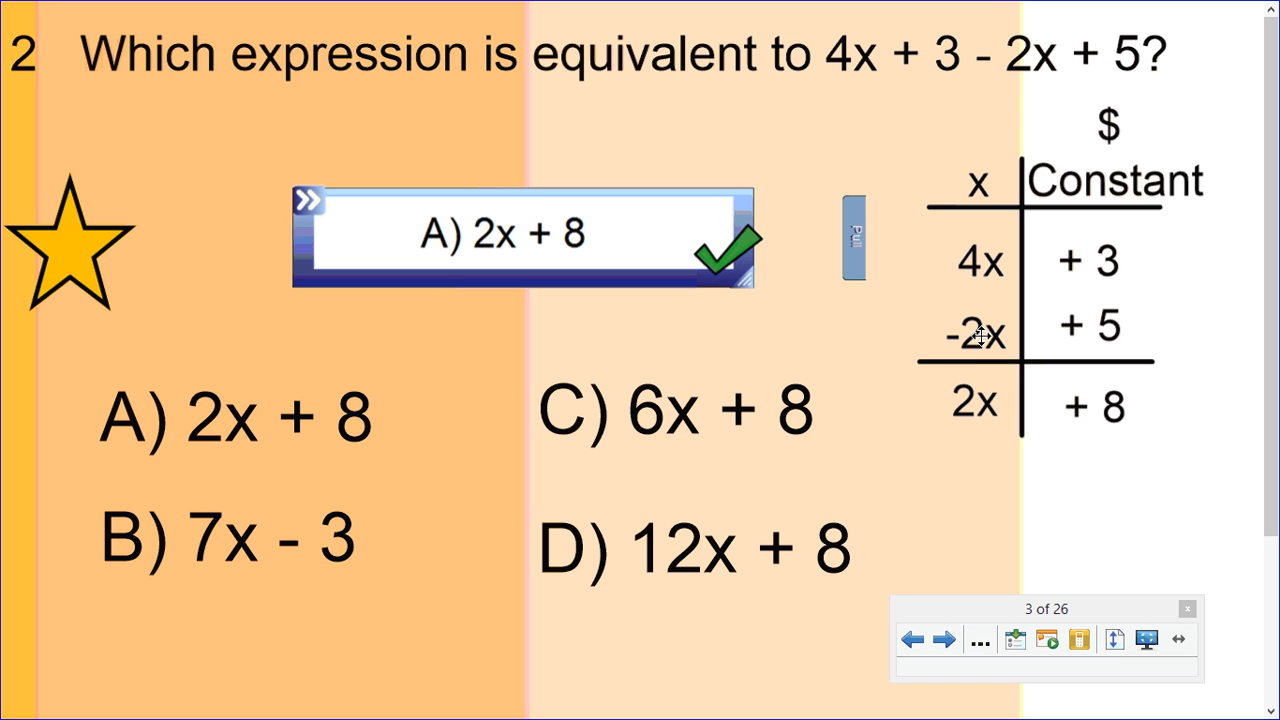 2 Which expression is equivalent to 4x + 3 - 2x + 5?
$
x Constant
A) 2x + 8
Pull
4x + 3
-2x + 5
2x + 8
A) 2x + 8
C) 6x + 8
B) 7x - 3
D) 12x + 8
3 of 26